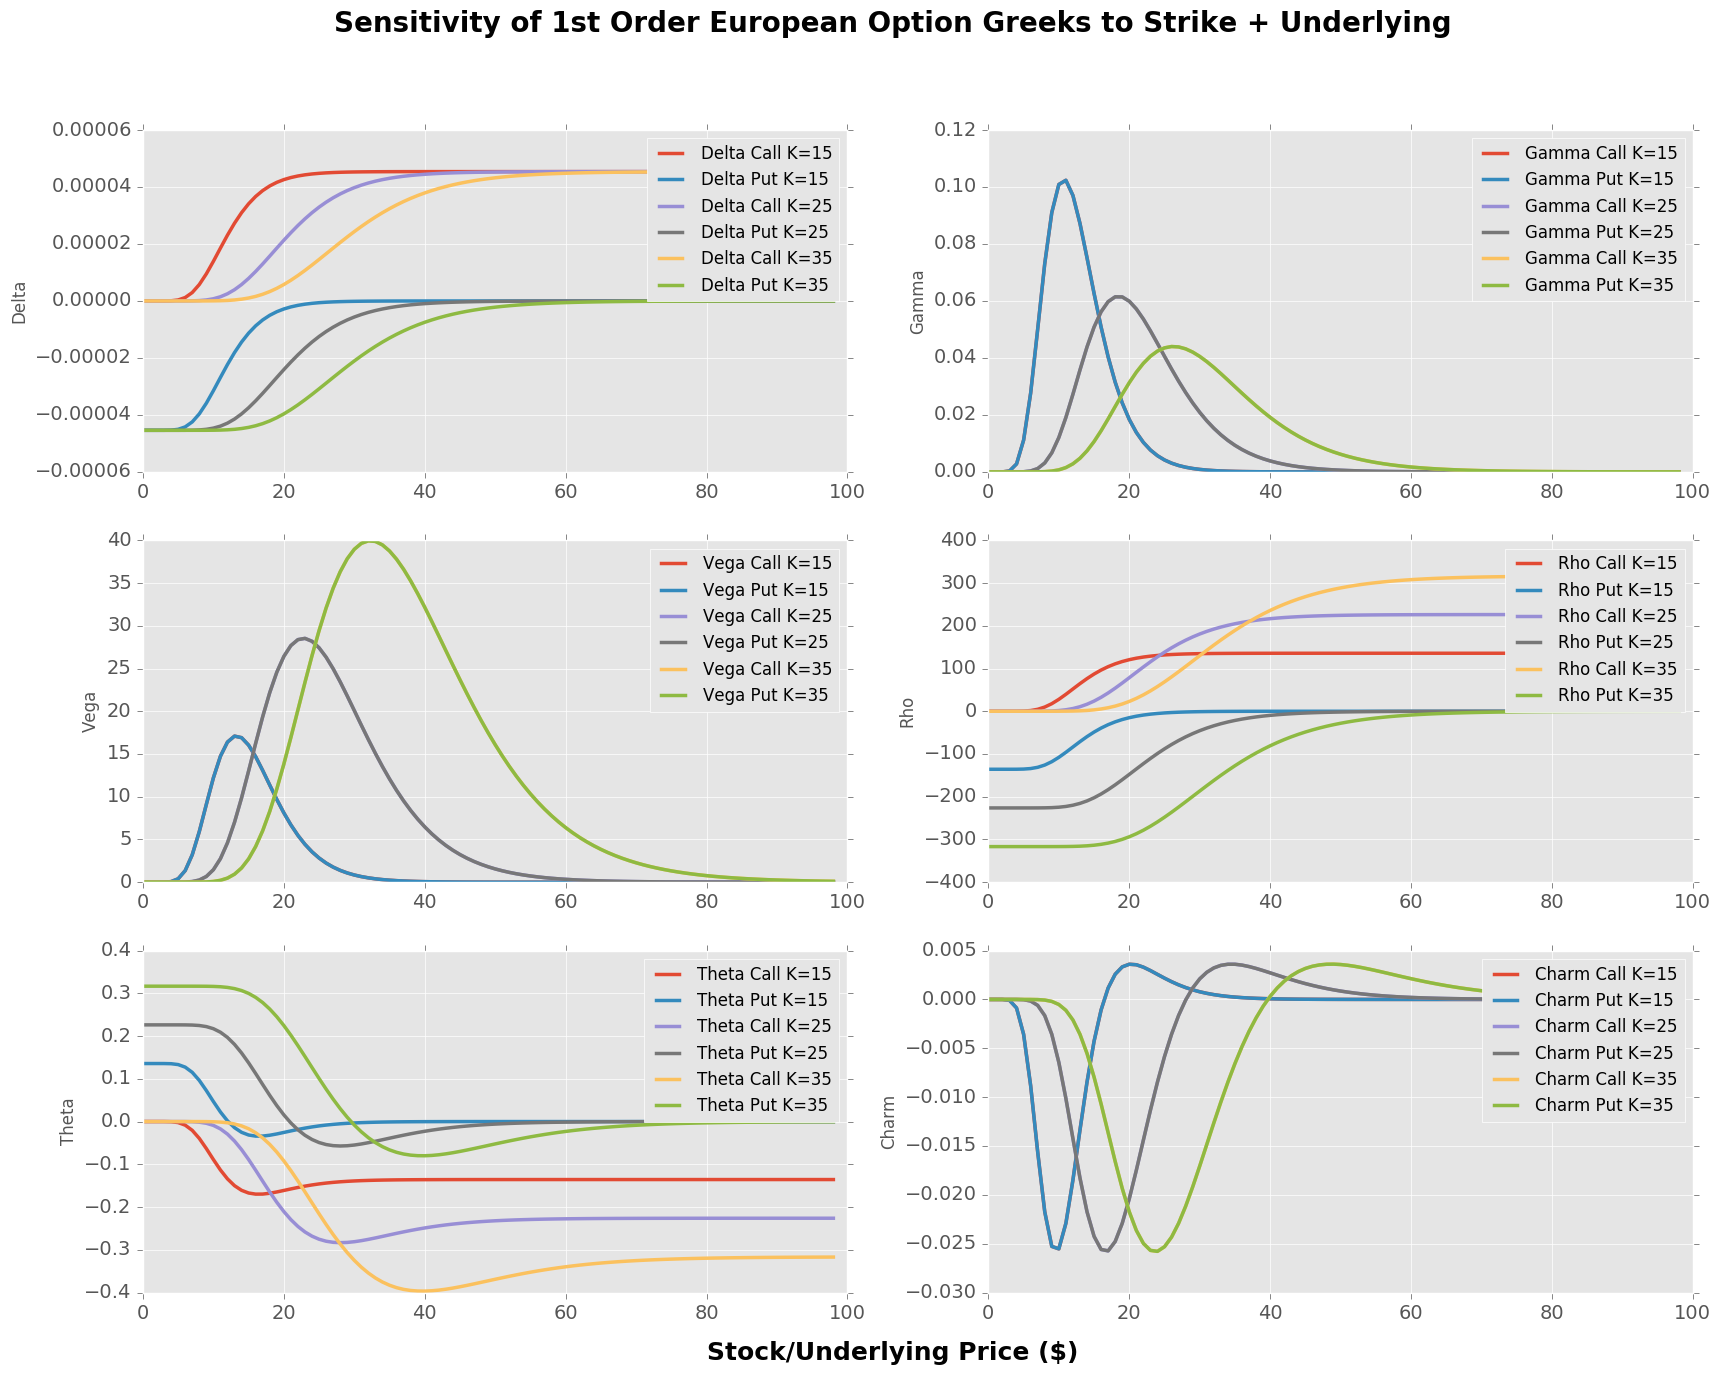 Sensitivity of 1st Order European Option Greeks to Strike + Underlying
Delta
0.00006
0.00004
0.00002
0.00000
−0.00002
−0.00004
−0.00006
0 20 40 60 80 100
Delta Call K=15
Delta Put K=15
Delta Call K=25
Delta Put K=25
Delta Call K=35
Delta Put K=35
Gamma
0.12
0.10
0.08
0.06
0.04
0.02
0.00
0 20 40 60 80 100
Gamma Call K=15
Gamma Put K=15
Gamma Call K=25
Gamma Put K=25
Gamma Call K=35
Gamma Put K=35
Vega
40
35
30
25
20
15
10
5
0
0 20 40 60 80 100
Vega Call K=15
Vega Put K=15
Vega Call K=25
Vega Put K=25
Vega Call K=35
Vega Put K=35
Rho
400
300
200
100
0
−100
−200
−300
−400
0 20 40 60 80 100
Rho Call K=15
Rho Put K=15
Rho Call K=25
Rho Put K=25
Rho Call K=35
Rho Put K=35
Theta
0.4
0.3
0.2
0.1
0.0
−0.1
−0.2
−0.3
−0.4
0 20 40 60 80 100
Theta Call K=15
Theta Put K=15
Theta Call K=25
Theta Put K=25
Theta Call K=35
Theta Put K=35
Charm
0.005
0.000
−0.005
−0.010
−0.015
−0.020
−0.025
−0.030
0 20 40 60 80 100
Charm Call K=15
Charm Put K=15
Charm Call K=25
Charm Put K=25
Charm Call K=35
Charm Put K=35
Stock/Underlying Price ($)